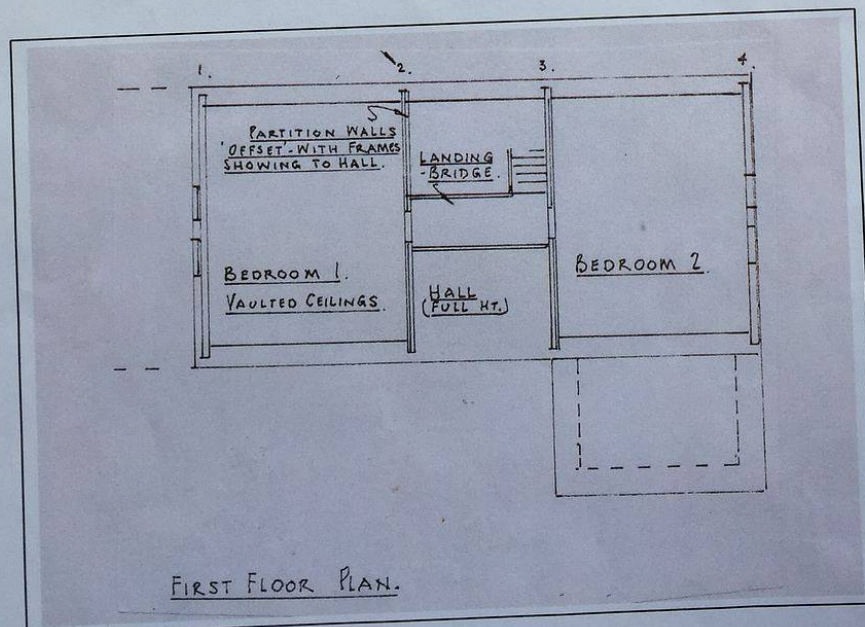 1.
2.
3.
4.
PARTITION WALLS
'OFFSET'-WITH FRAMES
SHOWING TO HALL.
LANDING
-BRIDGE.
BEDROOM 1.
VAULTED CEILINGS.
HALL
(FULL HT.)
BEDROOM 2.
FIRST FLOOR PLAN.